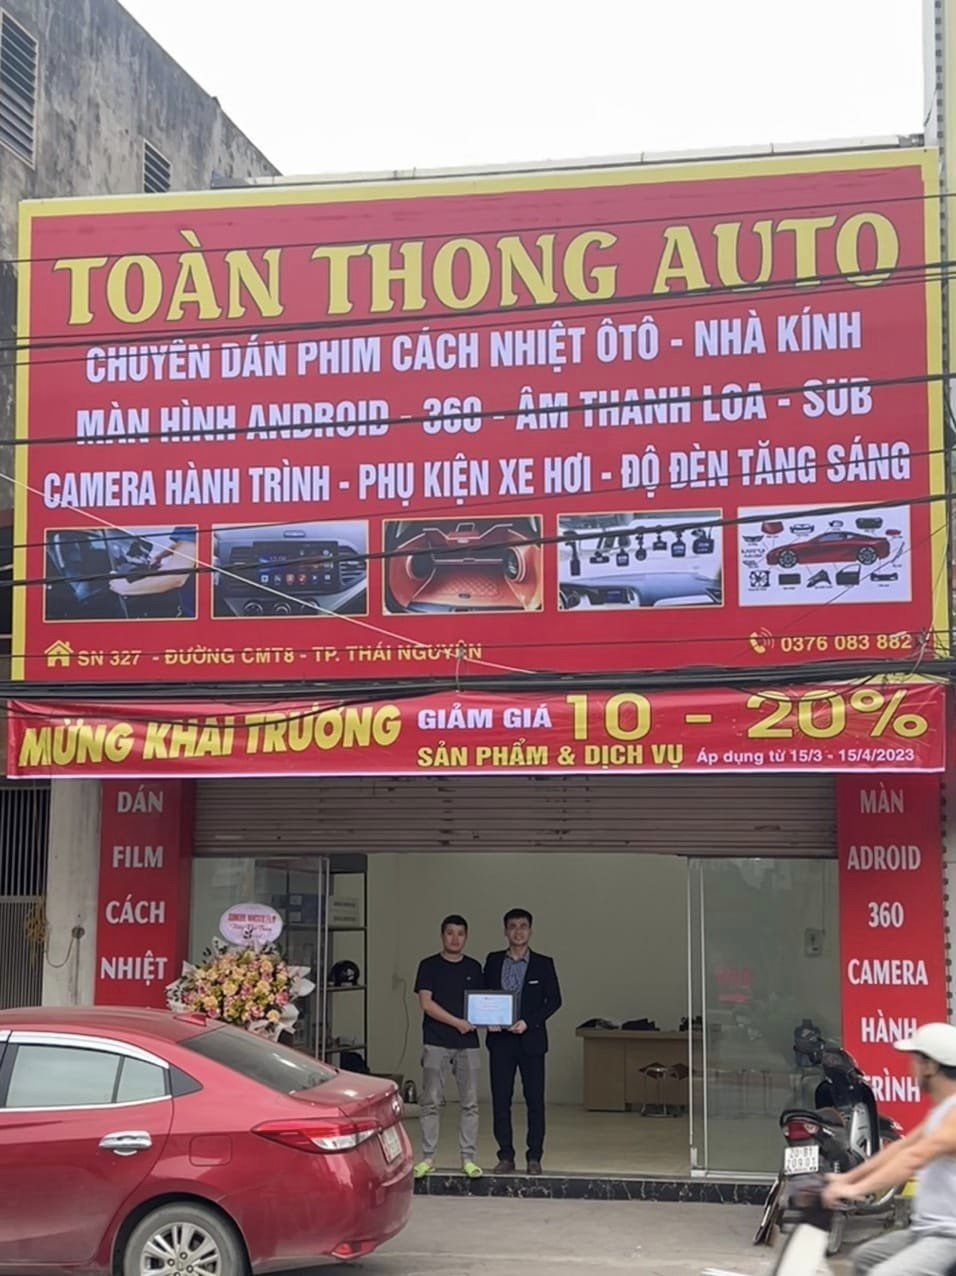 TOÀN THONG AUTO
CHUYÊN DÁN PHIM CÁCH NHIỆT ÔTÔ - NHÀ KÍNH
MÀN HÌNH ANDROID - 360 - ÂM THANH LOA - SUB
CAMERA HÀNH TRÌNH - PHỤ KIỆN XE HƠI - ĐỘ ĐÈN TĂNG SÁNG
SN 327 - ĐƯỜNG CMT8 - TP. THÁI NGUYÊN
0376 083 882
MỪNG KHAI TRƯƠNG
GIẢM GIÁ 10 - 20%
SẢN PHẨM & DỊCH VỤ
Áp dụng từ 15/3 - 15/4/2023
DÁN
FILM
CÁCH
NHIỆT
MÀN
ADROID
360
CAMERA
HÀNH
TRÌNH